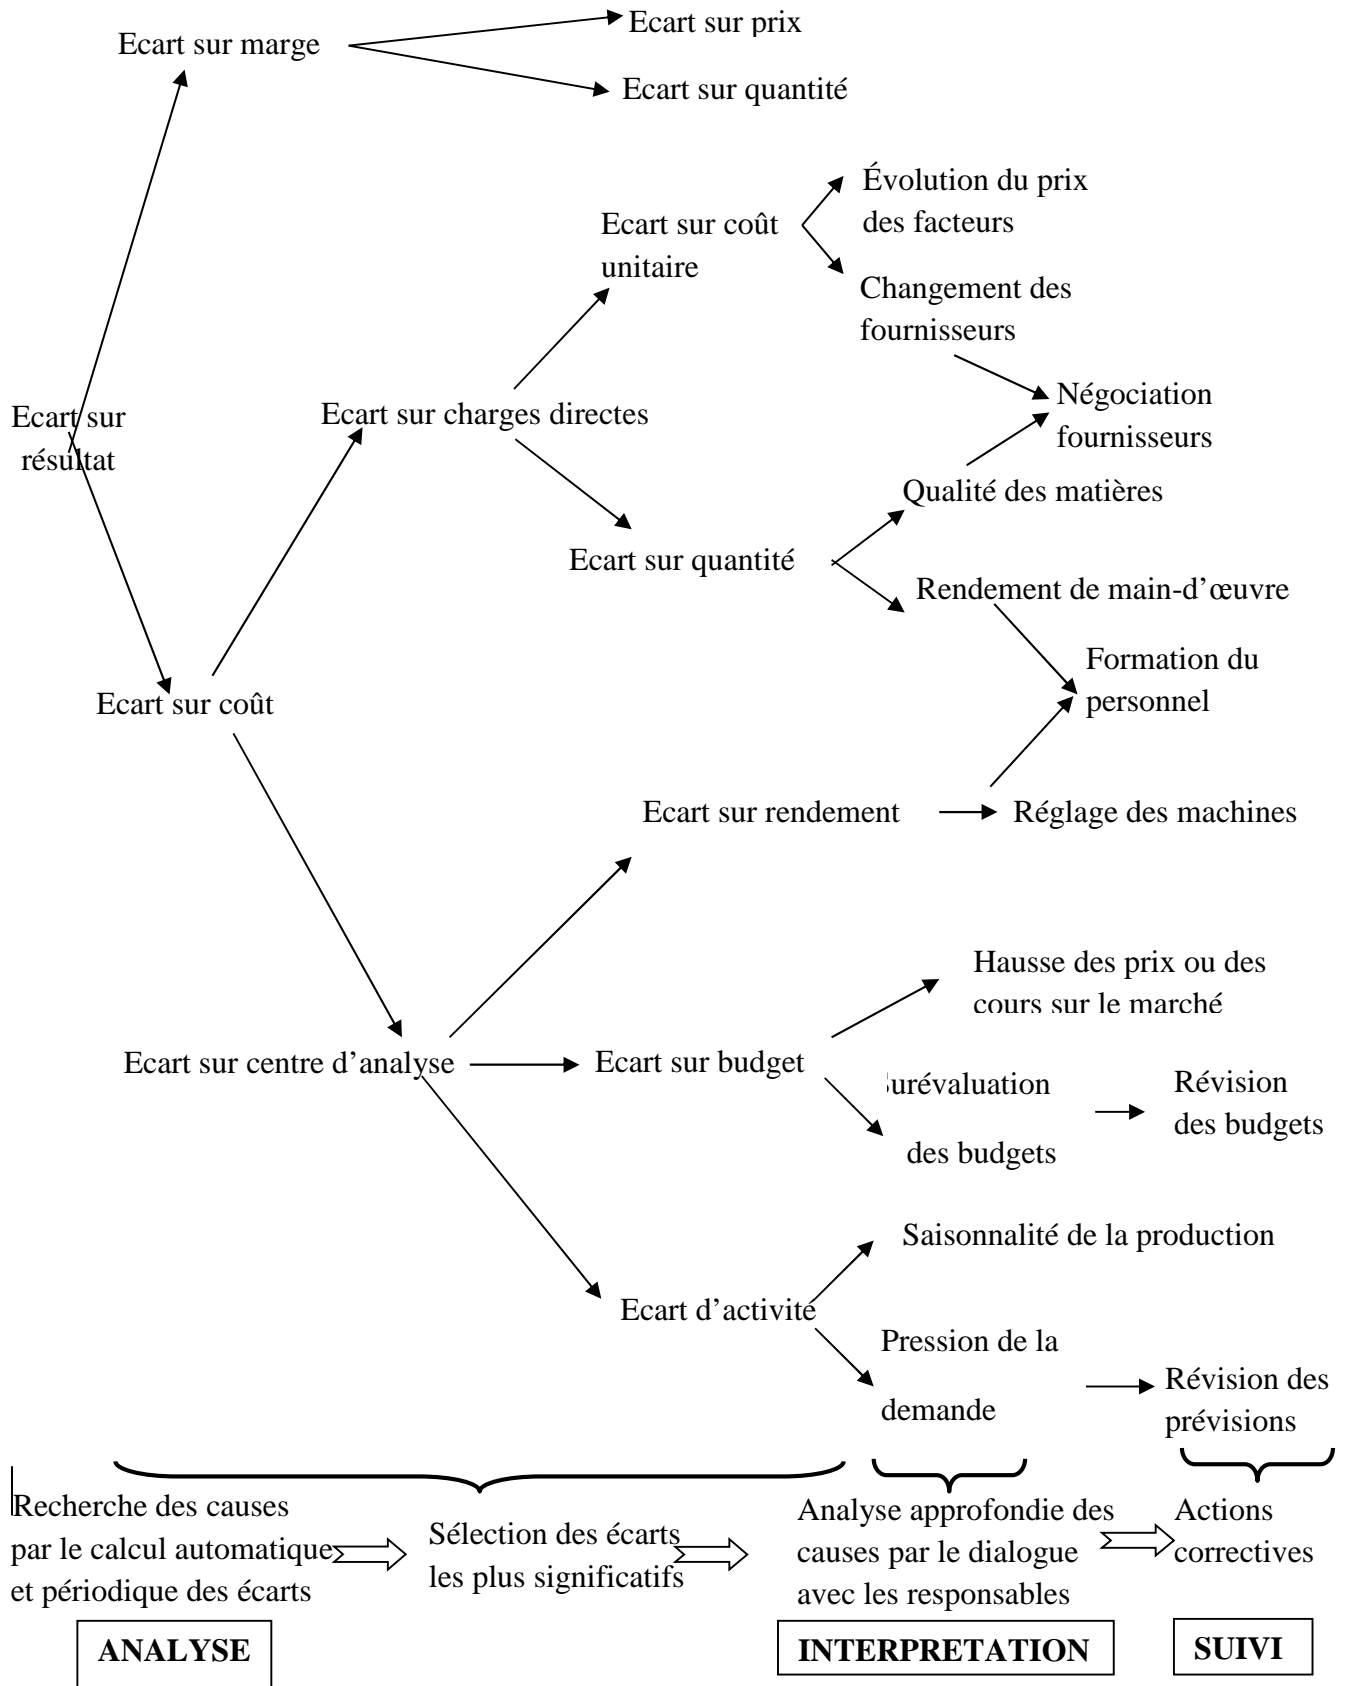 Ecart sur marge
Ecart sur prix
Ecart sur quantité
Évolution du prix
des facteurs
Ecart sur coût
unitaire
Changement des
fournisseurs
Ecart sur
résultat
Ecart sur charges directes
Négociation
fournisseurs
Qualité des matières
Ecart sur quantité
Rendement de main-d’œuvre
Formation du
personnel
Ecart sur coût
Ecart sur rendement
Réglage des machines
Hausse des prix ou des
cours sur le marché
Ecart sur centre d’analyse
Ecart sur budget
urévaluation
des budgets
Révision
des budgets
Saisonnalité de la production
Ecart d’activité
Pression de la
demande
Révision des
prévisions
Recherche des causes
par le calcul automatique
et périodique des écarts
Sélection des écarts
les plus significatifs
Analyse approfondie des
causes par le dialogue
avec les responsables
Actions
correctives
ANALYSE
INTERPRETATION
SUIVI